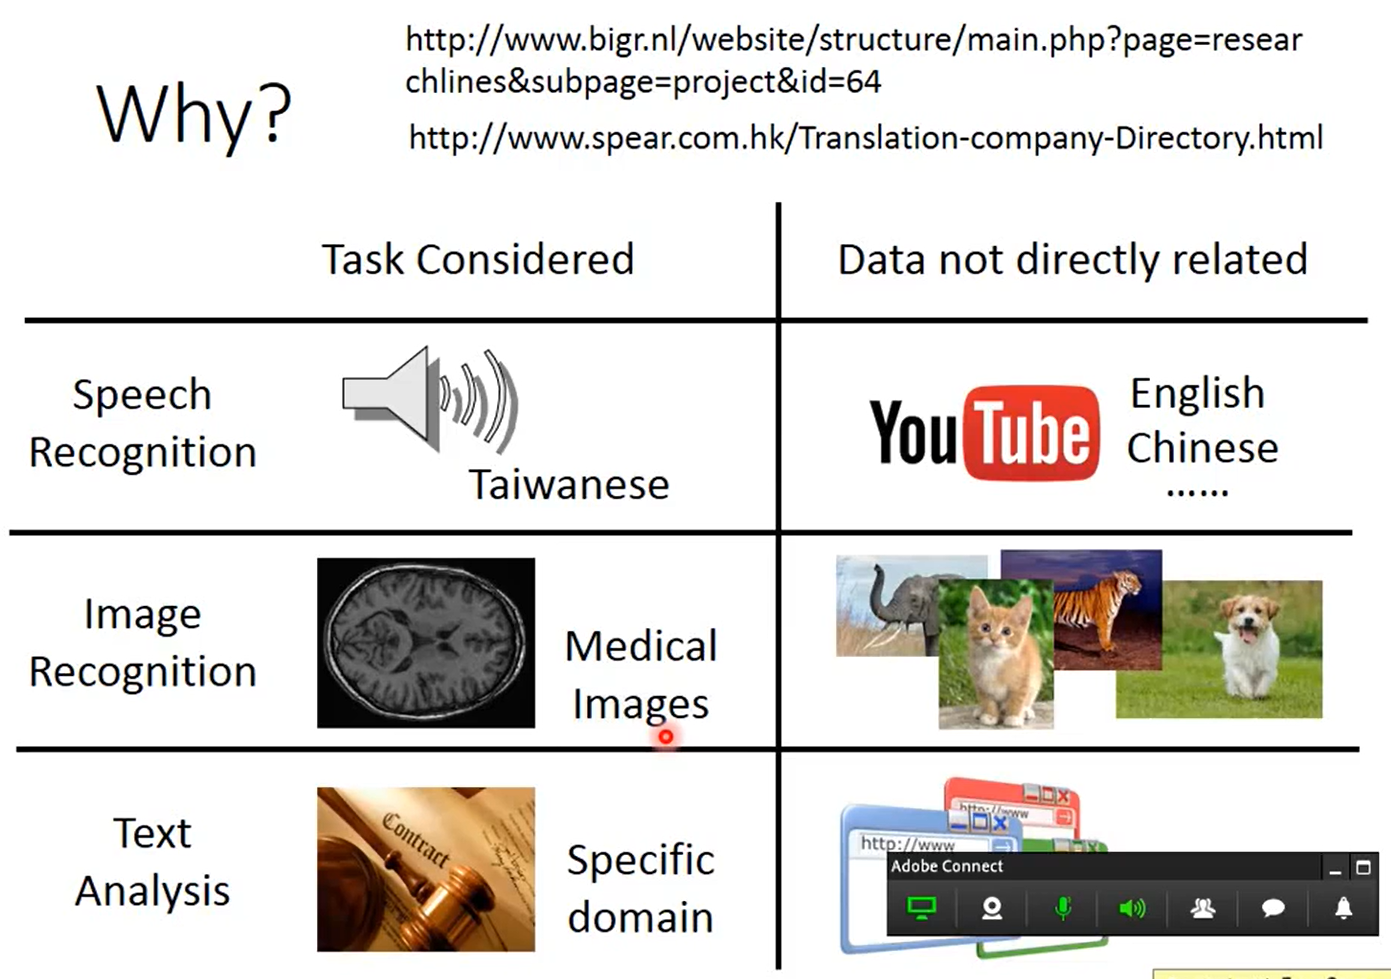 http://www.bigr.nl/website/structure/main.php?page=resear
chlines&subpage=project&id=64
Why?
http://www.spear.com.hk/Translation-company-Directory.html
Task Considered
Data not directly related
Speech
Recognition
Taiwanese
YouTube
English
Chinese
......
Image
Recognition
Medical
Images
Text
Analysis
Contract
Specific
domain
http://www
http://www
Adobe Connect